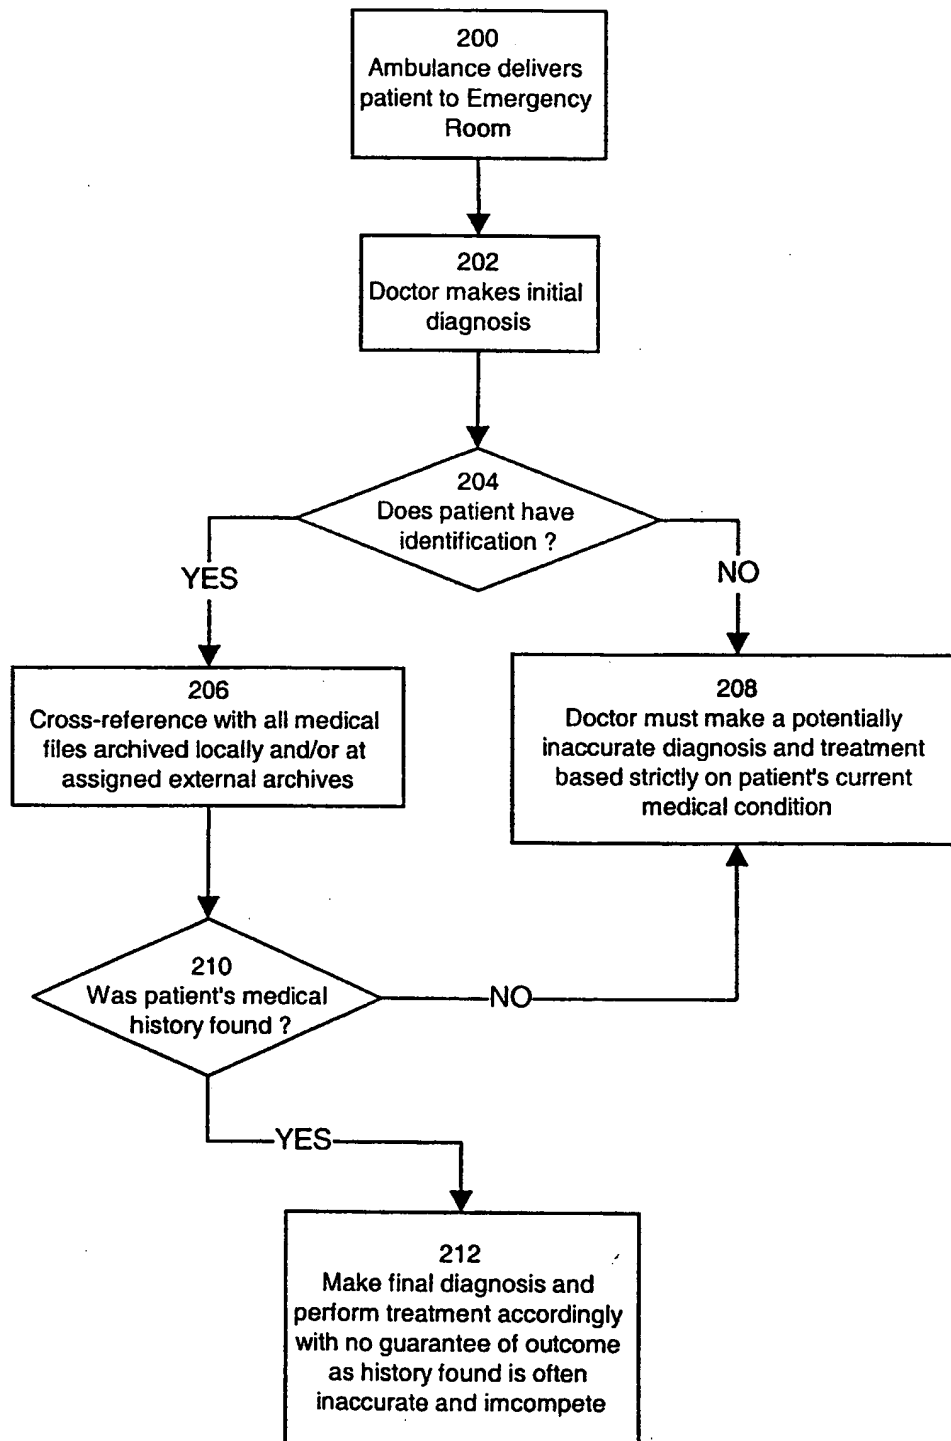 200
Ambulance delivers
patient to Emergency
Room
202
Doctor makes initial
diagnosis
204
Does patient have
identification ?
YES
NO
206
Cross-reference with all medical
files archived locally and/or at
assigned external archives
208
Doctor must make a potentially
inaccurate diagnosis and treatment
based strictly on patient's current
medical condition
210
Was patient's medical
history found ?
NO
YES
212
Make final diagnosis and
perform treatment accordingly
with no guarantee of outcome
as history found is often
inaccurate and imcompete